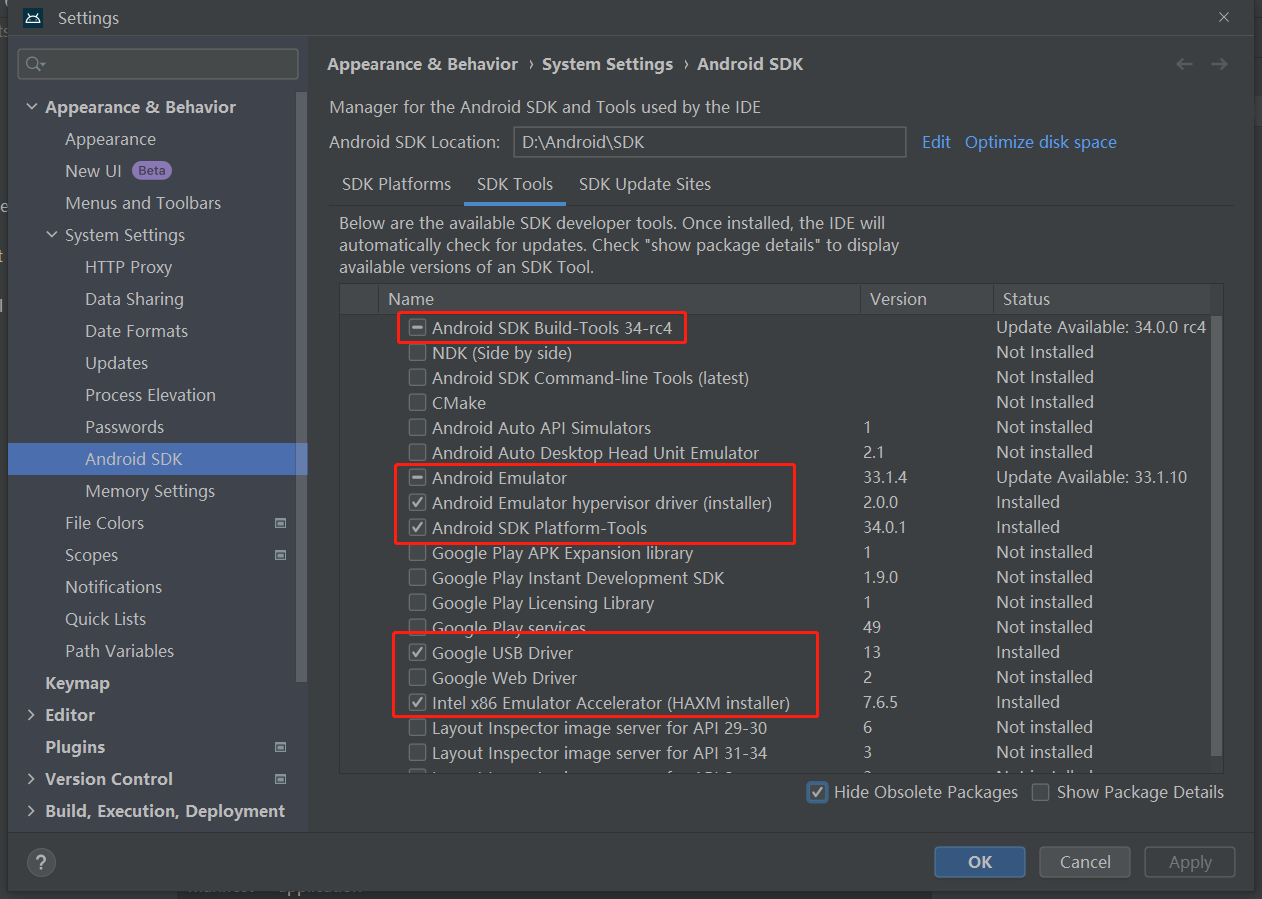 Settings
Appearance & Behavior › System Settings › Android SDK
Appearance & Behavior
Appearance
New UI Beta
Menus and Toolbars
System Settings
HTTP Proxy
Data Sharing
Date Formats
Updates
Process Elevation
Passwords
Android SDK
Memory Settings
File Colors
Scopes
Notifications
Quick Lists
Path Variables
Keymap
Editor
Plugins
Version Control
Build, Execution, Deployment
Manager for the Android SDK and Tools used by the IDE
Android SDK Location: D:\Android\SDK Edit Optimize disk space
SDK Platforms SDK Tools SDK Update Sites
Below are the available SDK developer tools. Once installed, the IDE will
automatically check for updates. Check "show package details" to display
available versions of an SDK Tool.
Name Version Status
Android SDK Build-Tools 34-rc4 Update Available: 34.0.0 rc4
NDK (Side by side) Not Installed
Android SDK Command-line Tools (latest) Not Installed
CMake Not Installed
Android Auto API Simulators 1 Not installed
Android Auto Desktop Head Unit Emulator 2.1 Not installed
Android Emulator 33.1.4 Update Available: 33.1.10
Android Emulator hypervisor driver (installer) 2.0.0 Installed
Android SDK Platform-Tools 34.0.1 Installed
Google Play APK Expansion library 1 Not installed
Google Play Instant Development SDK 1.9.0 Not installed
Google Play Licensing Library 1 Not installed
Google Play services 49 Not installed
Google USB Driver 13 Installed
Google Web Driver 2 Not installed
Intel x86 Emulator Accelerator (HAXM installer) 7.6.5 Installed
Layout Inspector image server for API 29-30 6 Not installed
Layout Inspector image server for API 31-34 3 Not installed
Hide Obsolete Packages Show Package Details
? OK Cancel Apply